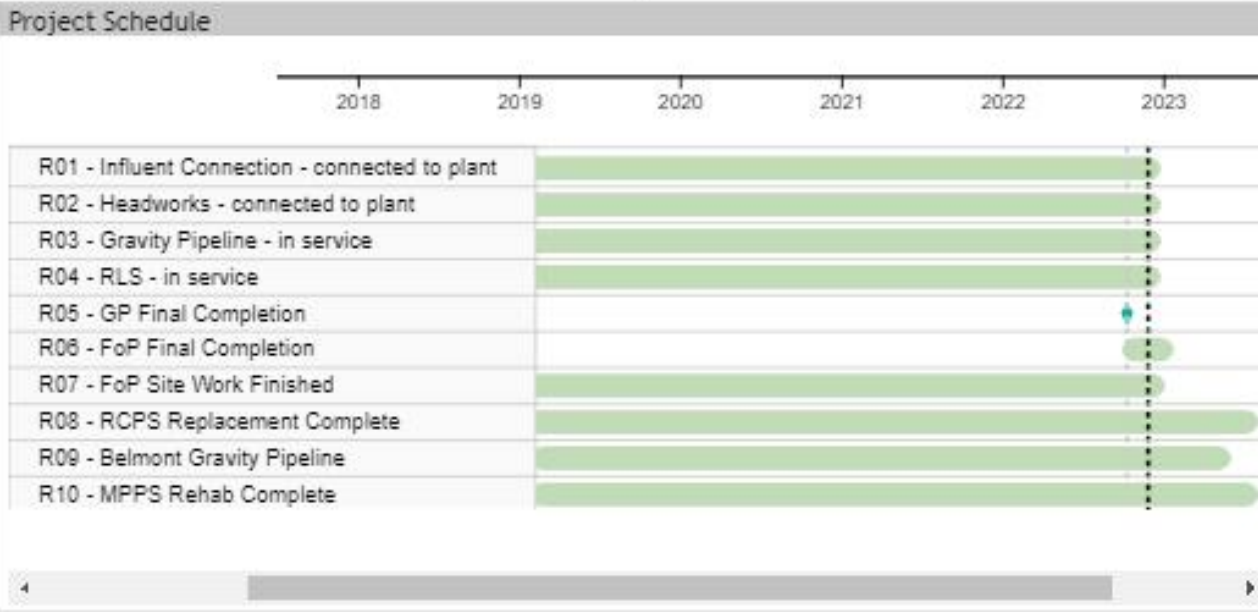 Project Schedule
2018 2019 2020 2021 2022 2023
R01 - Influent Connection - connected to plant
R02 - Headworks - connected to plant
R03 - Gravity Pipeline - in service
R04 - RLS - in service
R05 - GP Final Completion
R06 - FoP Final Completion
R07 - FoP Site Work Finished
R08 - RCPS Replacement Complete
R09 - Belmont Gravity Pipeline
R10 - MPPS Rehab Complete